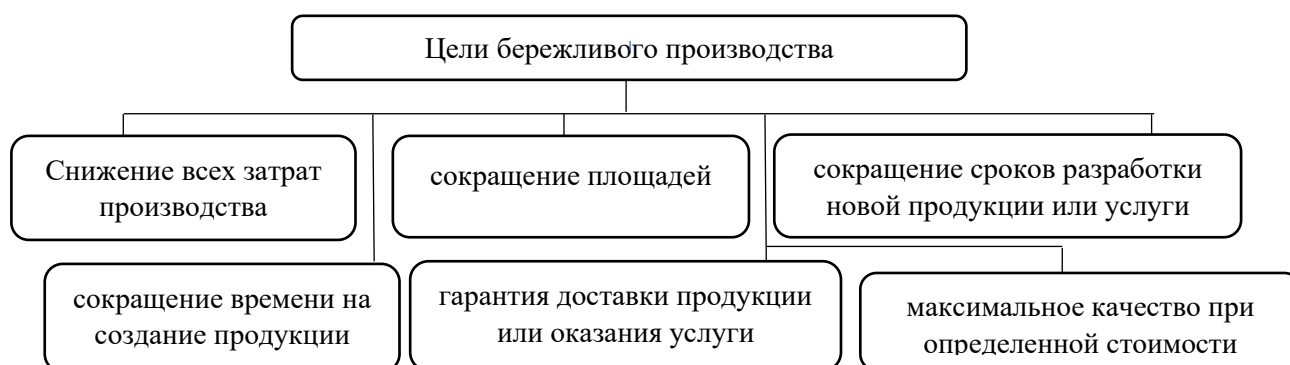 Цели бережливого производства
Снижение всех затрат
производства
сокращение площадей
сокращение сроков разработки
новой продукции или услуги
сокращение времени на
создание продукции
гарантия доставки продукции
или оказания услуги
максимальное качество при
определенной стоимости